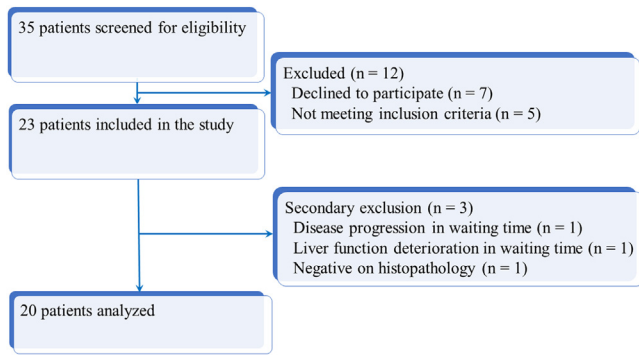 35 patients screened for eligibility
Excluded (n = 12)
Declined to participate (n = 7)
Not meeting inclusion criteria (n = 5)
23 patients included in the study
Secondary exclusion (n = 3)
Disease progression in waiting time (n = 1)
Liver function deterioration in waiting time (n = 1)
Negative on histopathology (n = 1)
20 patients analyzed